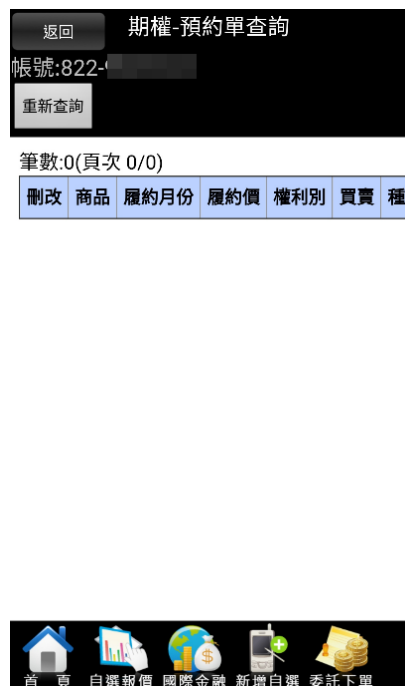 返回 期權-預約單查詢
帳號:822-
重新查詢
筆數:0(頁次 0/0)
刪改 商品 履約月份 履約價 權利別 買賣 種
首 頁 自選報價 國際金融 新增自選 委託下單